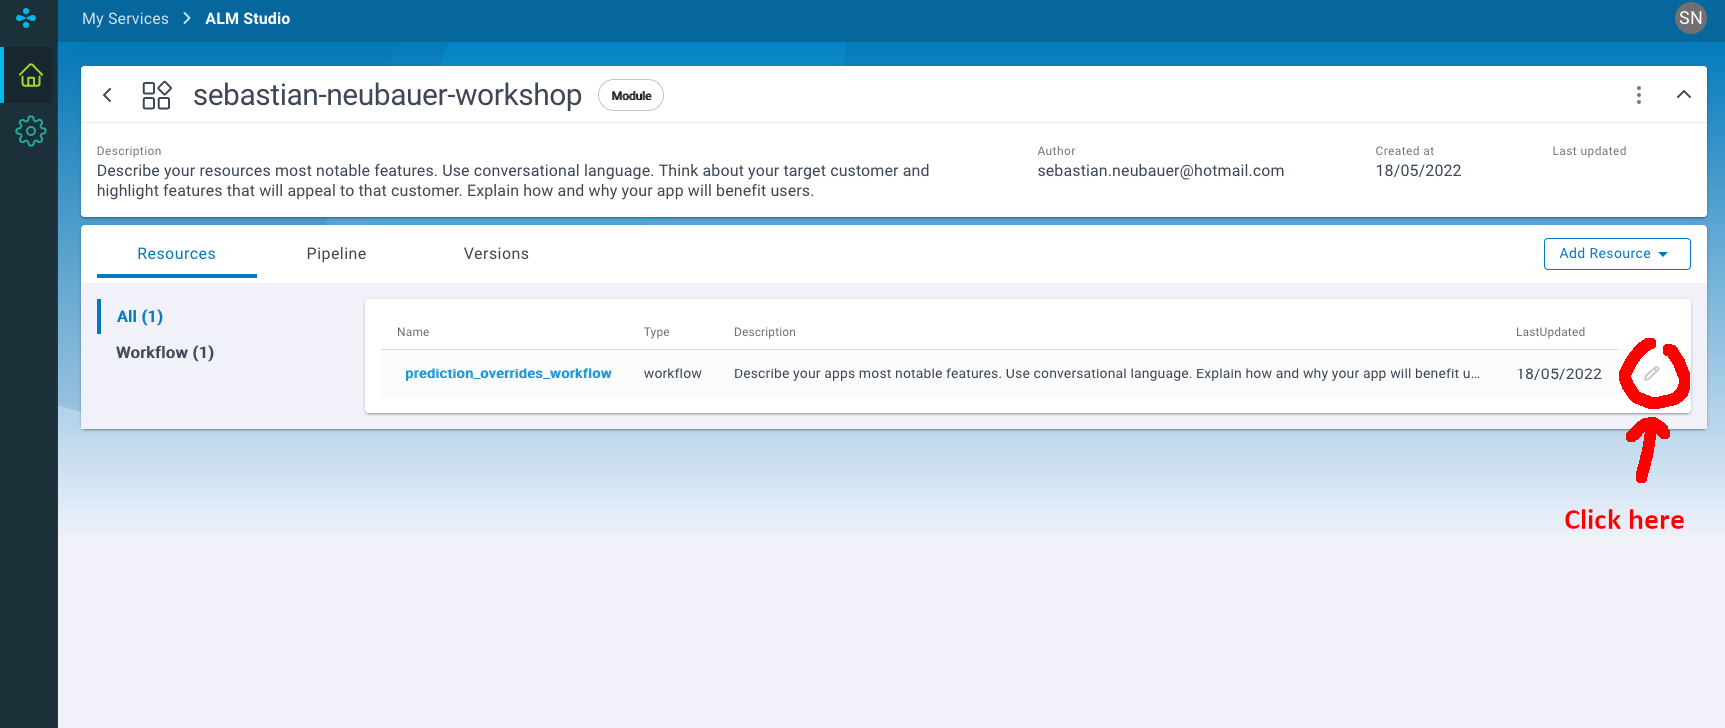 My Services > ALM Studio
SN
sebastian-neubauer-workshop
Module
Description
Describe your resources most notable features. Use conversational language. Think about your target customer and
highlight features that will appeal to that customer. Explain how and why your app will benefit users.
Author
sebastian.neubauer@hotmail.com
Created at
18/05/2022
Last updated
Resources
Pipeline
Versions
Add Resource
All (1)
Workflow (1)
Name Type Description LastUpdated
prediction_overrides_workflow workflow Describe your apps most notable features. Use conversational language. Explain how and why your app will benefit u... 18/05/2022
Click here